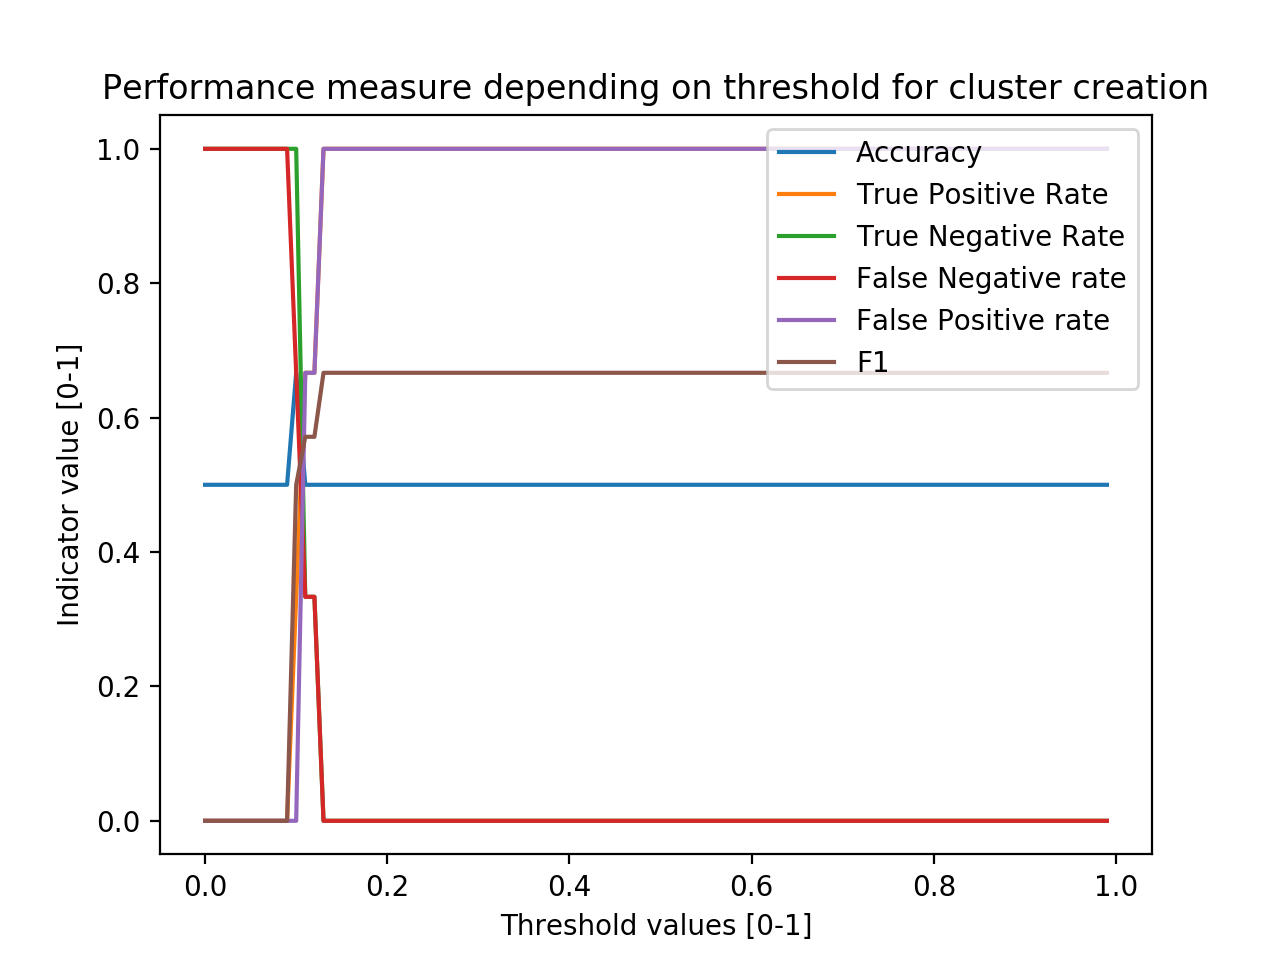 Performance measure depending on threshold for cluster creation
1.0
0.8
0.6
0.4
0.2
0.0
Indicator value [0-1]
Accuracy
True Positive Rate
True Negative Rate
False Negative rate
False Positive rate
F1
0.0 0.2 0.4 0.6 0.8 1.0
Threshold values [0-1]